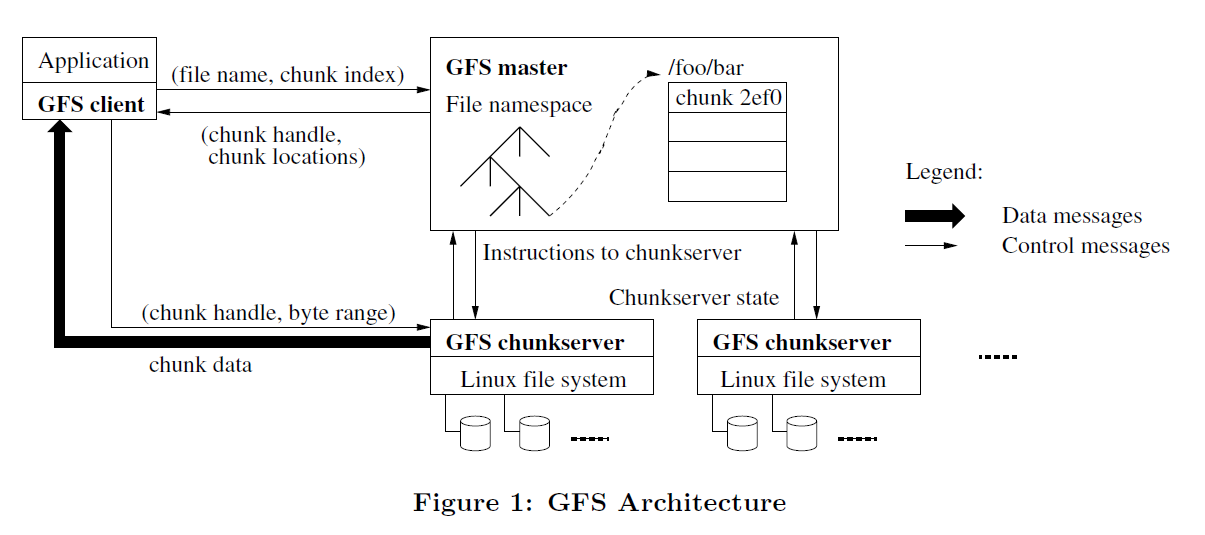 Application
GFS client
(file name, chunk index)
(chunk handle,
chunk locations)
GFS master
File namespace
/foo/bar
chunk 2ef0
Legend:
Data messages
Control messages
Instructions to chunkserver
Chunkserver state
(chunk handle, byte range)
chunk data
GFS chunkserver
Linux file system
GFS chunkserver
Linux file system
Figure 1: GFS Architecture